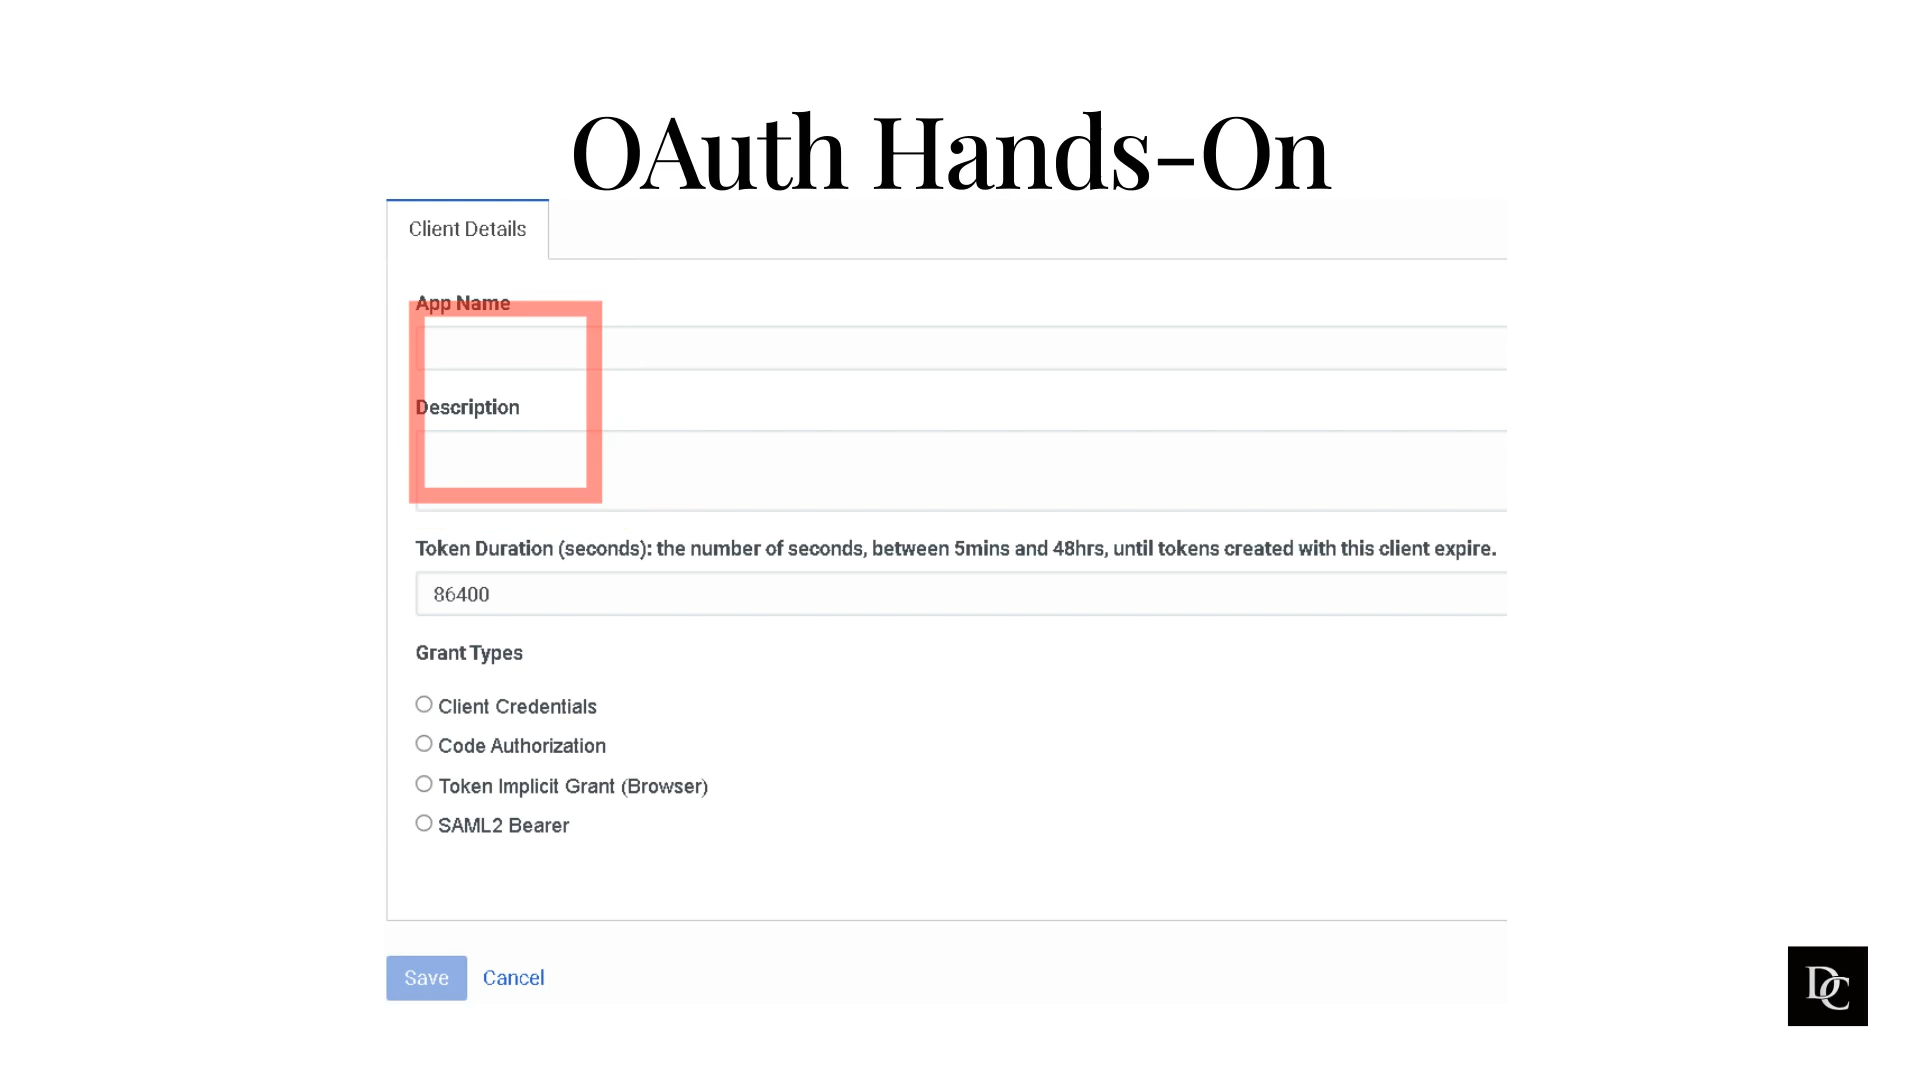 OAuth Hands-On
Client Details
App Name
Description
Token Duration (seconds): the number of seconds, between 5mins and 48hrs, until tokens created with this client expire.
86400
Grant Types
Client Credentials
Code Authorization
Token Implicit Grant (Browser)
SAML2 Bearer
Save Cancel
DC